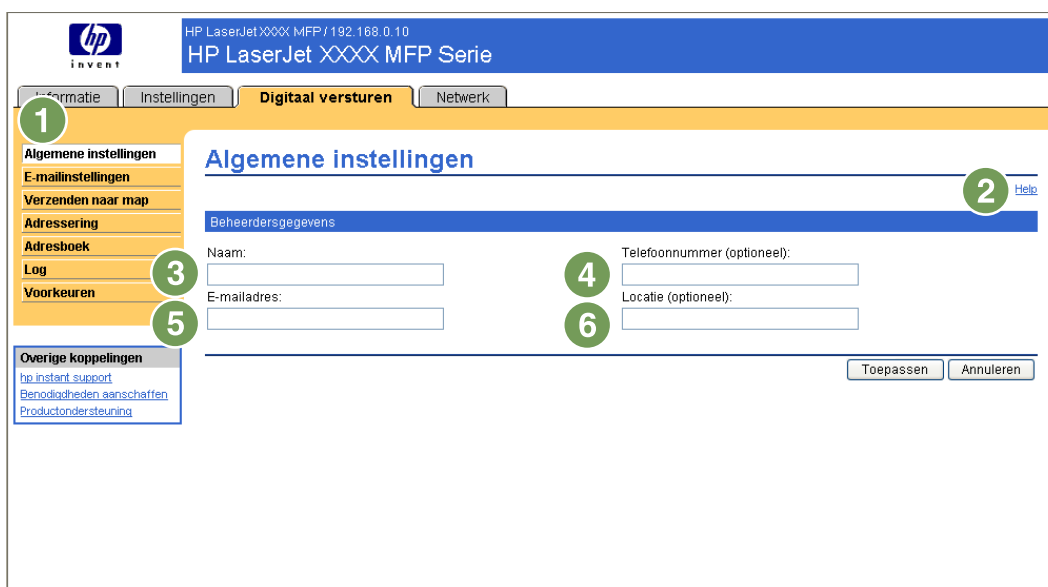 hp
invent
HP LaserJet XXXX MFP / 192.168.0.10
HP LaserJet XXXX MFP Serie
Informatie
Instellingen
Digitaal versturen
Netwerk
1
Algemene instellingen
E-mailinstellingen
Verzenden naar map
Adressering
Adresboek
Log
Voorkeuren
Overige koppelingen
hp instant support
Benodigdheden aanschaffen
Productondersteuning
Algemene instellingen
2
Help
Beheerdersgegevens
Naam:
3
Telefoonnummer (optioneel):
4
E-mailadres:
5
Locatie (optioneel):
6
Toepassen
Annuleren